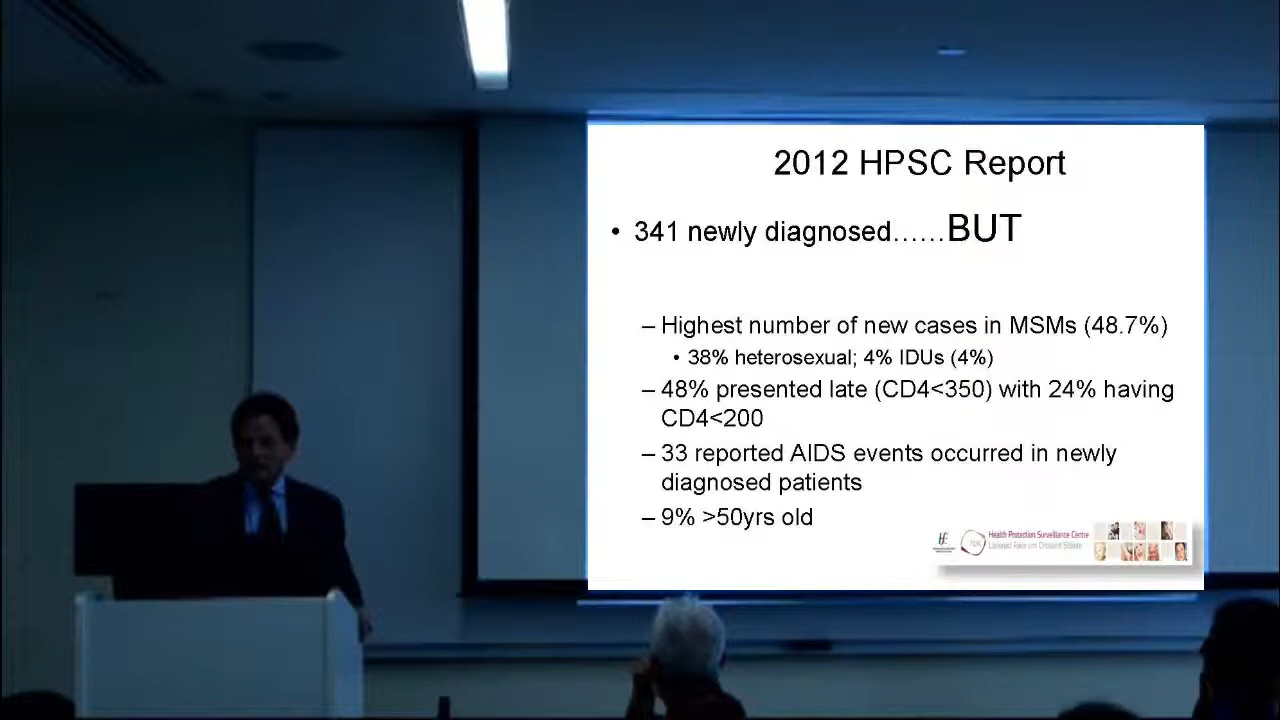 2012 HPSC Report
• 341 newly diagnosed……BUT
– Highest number of new cases in MSMs (48.7%)
• 38% heterosexual; 4% IDUs (4%)
– 48% presented late (CD4<350) with 24% having
CD4<200
– 33 reported AIDS events occurred in newly
diagnosed patients
– 9% >50yrs old
Health Protection Surveillance Centre